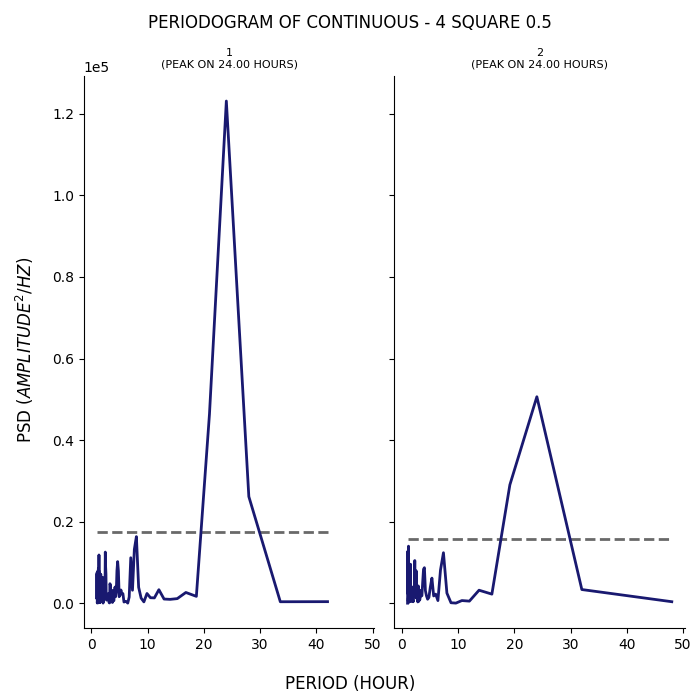 PERIODOGRAM OF CONTINUOUS - 4 SQUARE 0.5
1
(PEAK ON 24.00 HOURS)
2
(PEAK ON 24.00 HOURS)
1e5
1.2
1.0
0.8
0.6
0.4
0.2
0.0
PSD (AMPLITUDE²/HZ)
0 10 20 30 40 50
0 10 20 30 40 50
PERIOD (HOUR)